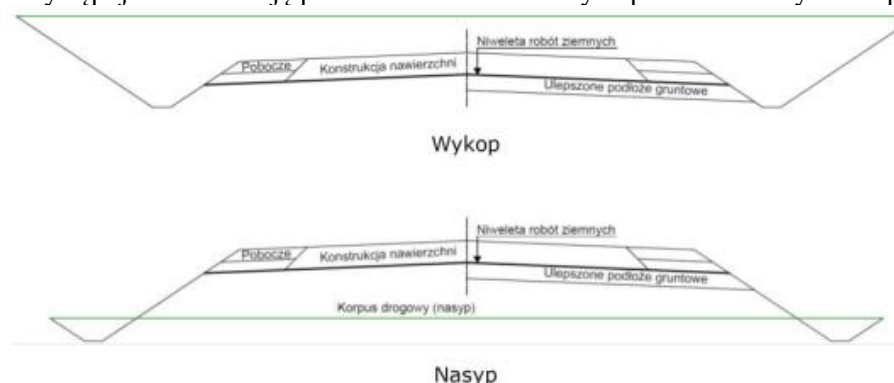 Niweleta robót ziemnych
Pobocze
Konstrukcja nawierzchni
Ulepszone podłoże gruntowe
Wykop
Niweleta robót ziemnych
Pobocze
Konstrukcja nawierzchni
Ulepszone podłoże gruntowe
Korpus drogowy (nasyp)
Nasyp